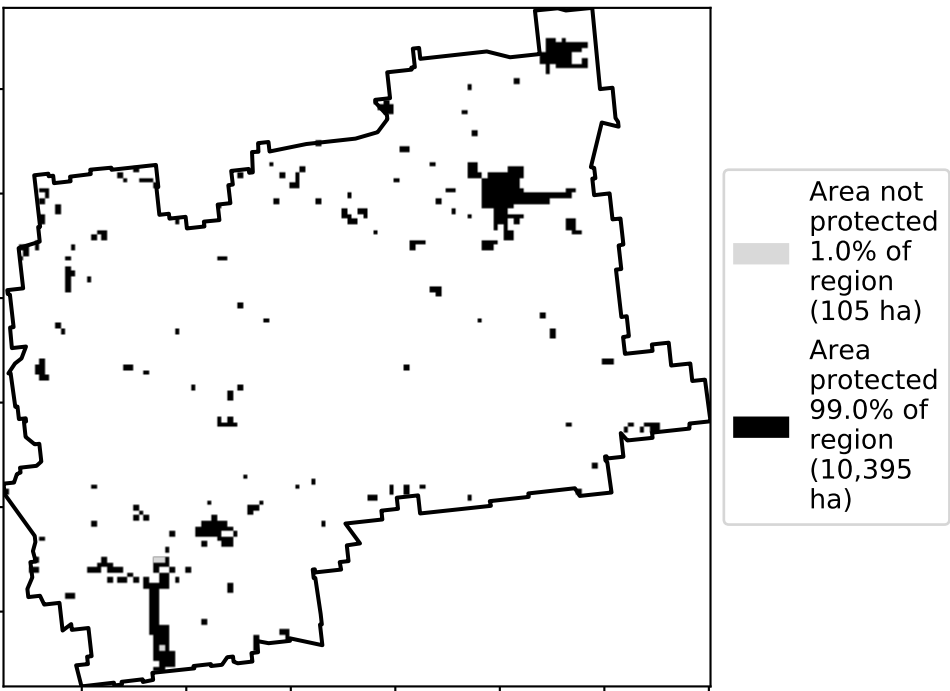 Area not
protected
1.0% of
region
(105 ha)
Area
protected
99.0% of
region
(10,395
ha)